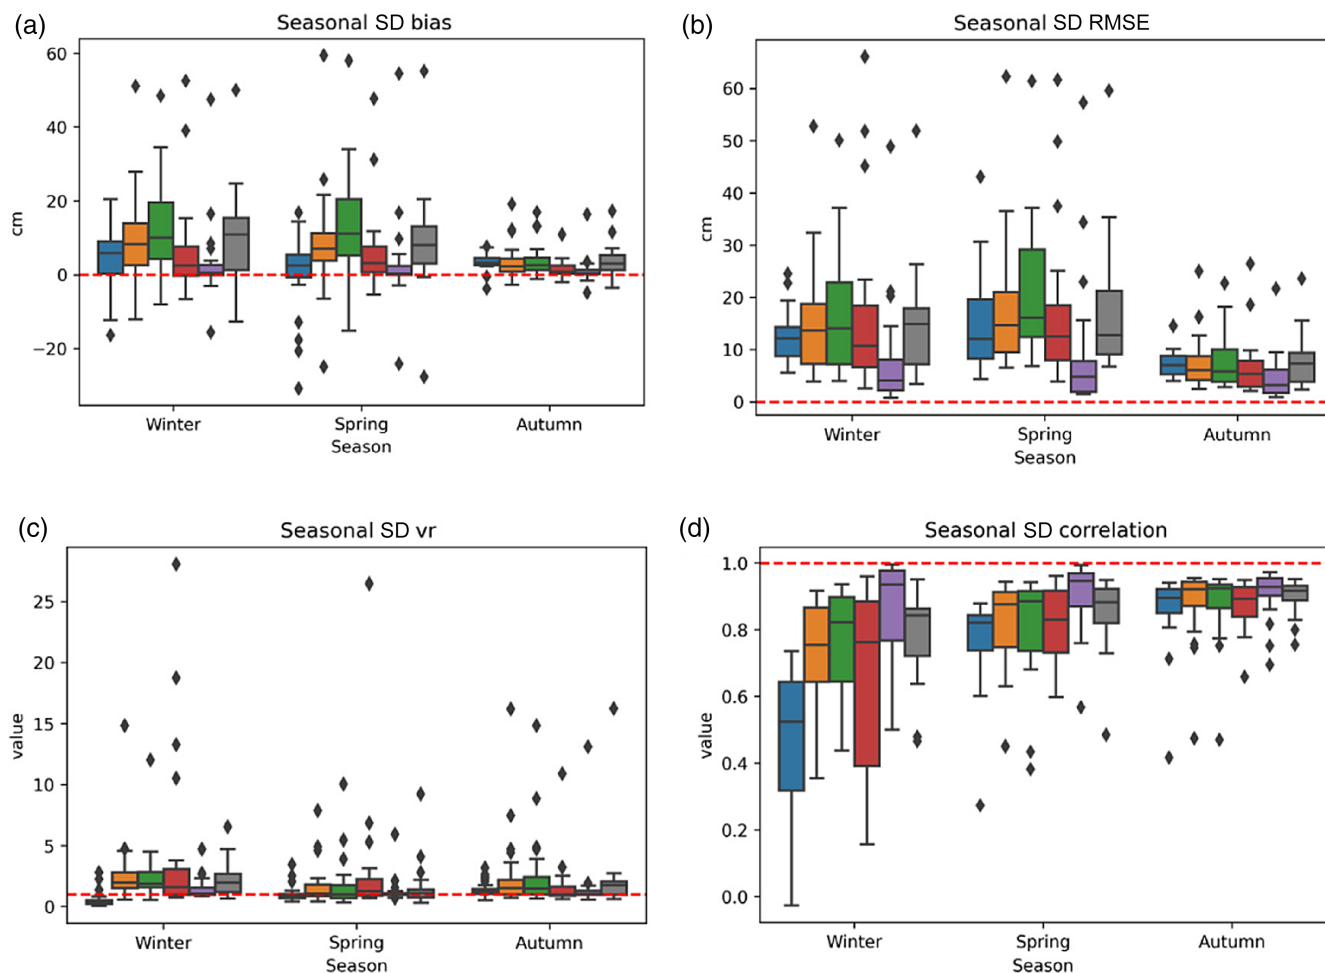 (a)
Seasonal SD bias
60
40
20
0
−20
cm
Winter
Spring
Autumn
Season
(b)
Seasonal SD RMSE
60
50
40
30
20
10
0
cm
Winter
Spring
Autumn
Season
(c)
Seasonal SD vr
25
20
15
10
5
0
value
Winter
Spring
Autumn
Season
(d)
Seasonal SD correlation
1.0
0.8
0.6
0.4
0.2
0.0
value
Winter
Spring
Autumn
Season